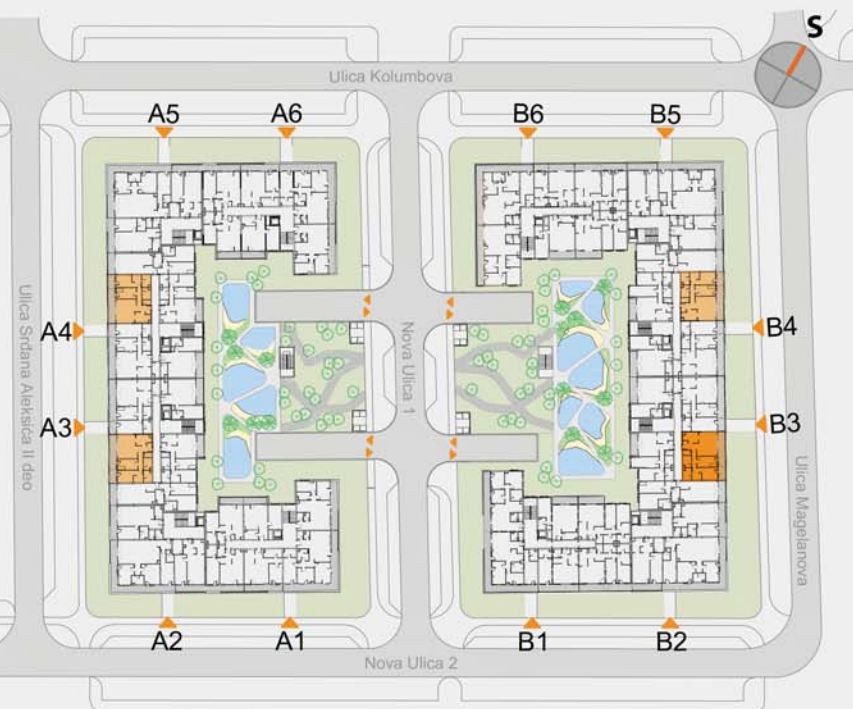 S
Ulica Kolumbova
A5
A6
B6
B5
Ulica Srđana Aleksića II deo
A4
Nova Ulica 1
B4
A3
B3
Ulica Magelanova
A2
A1
B1
B2
Nova Ulica 2